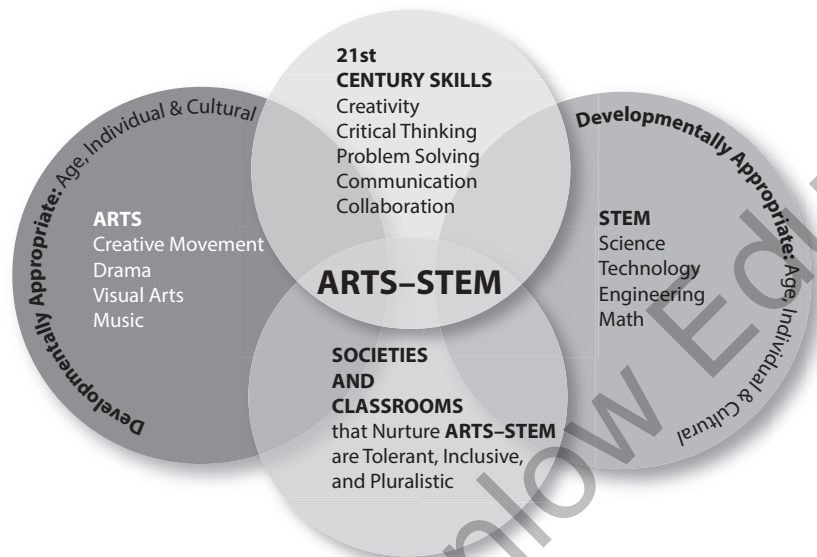 21st
CENTURY SKILLS
Creativity
Critical Thinking
Problem Solving
Communication
Collaboration
Developmentally Appropriate: Age, Individual & Cultural
ARTS
Creative Movement
Drama
Visual Arts
Music
ARTS–STEM
Developmentally Appropriate: Age, Individual & Cultural
STEM
Science
Technology
Engineering
Math
SOCIETIES
AND
CLASSROOMS
that Nurture ARTS–STEM
are Tolerant, Inclusive,
and Pluralistic